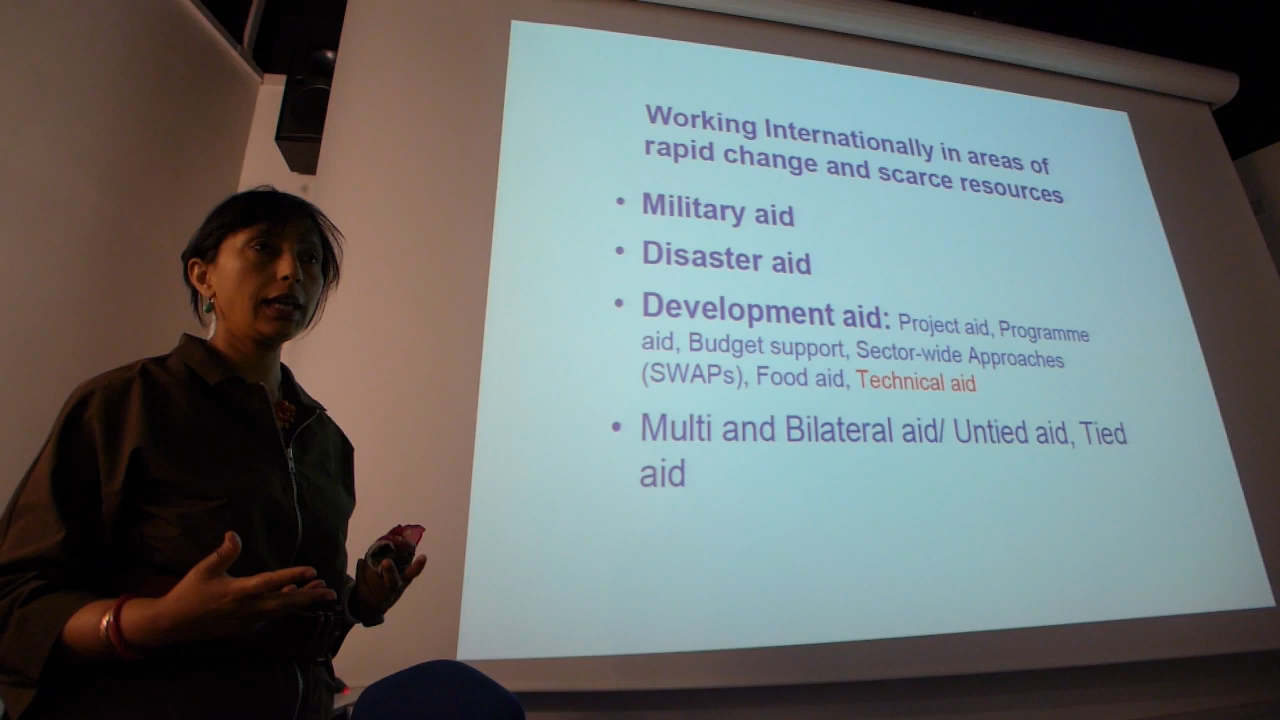 Working Internationally in areas of
rapid change and scarce resources
• Military aid
• Disaster aid
• Development aid: Project aid, Programme
aid, Budget support, Sector-wide Approaches
(SWAPs), Food aid, Technical aid
• Multi and Bilateral aid/ Untied aid, Tied
aid